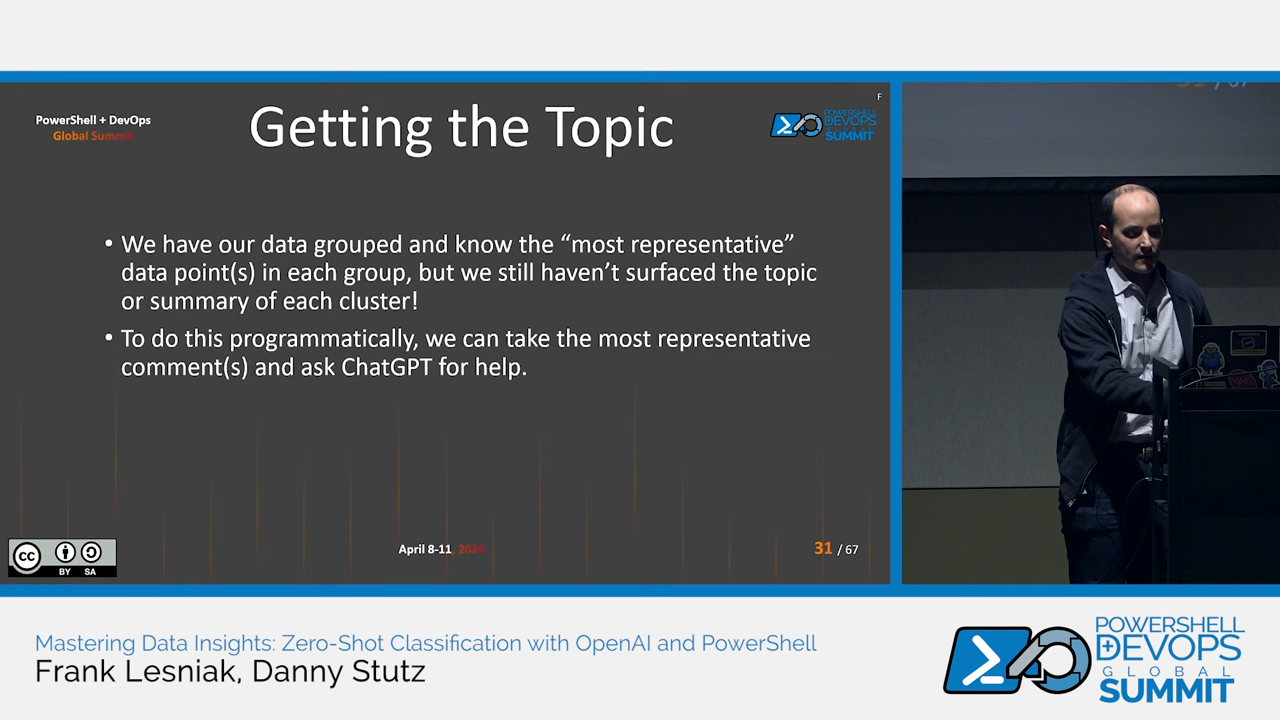 PowerShell + DevOps
Global Summit
Getting the Topic
F
POWERSHELL
DEVOPS
GLOBAL
SUMMIT
31 / 67
• We have our data grouped and know the “most representative”
data point(s) in each group, but we still haven’t surfaced the topic
or summary of each cluster!
• To do this programmatically, we can take the most representative
comment(s) and ask ChatGPT for help.
CC
BY SA
April 8-11, 2024
31 / 67
Mastering Data Insights: Zero-Shot Classification with OpenAI and PowerShell
Frank Lesniak, Danny Stutz
POWERSHELL
DEVOPS
GLOBAL
SUMMIT